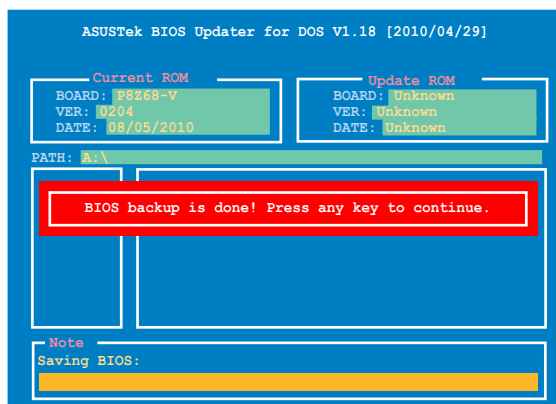 ASUSTek BIOS Updater for DOS V1.18 [2010/04/29]
Current ROM
BOARD: P8Z68-V
VER: 0204
DATE: 08/05/2010
Update ROM
BOARD: Unknown
VER: Unknown
DATE: Unknown
PATH: A:\
BIOS backup is done! Press any key to continue.
Note
Saving BIOS: